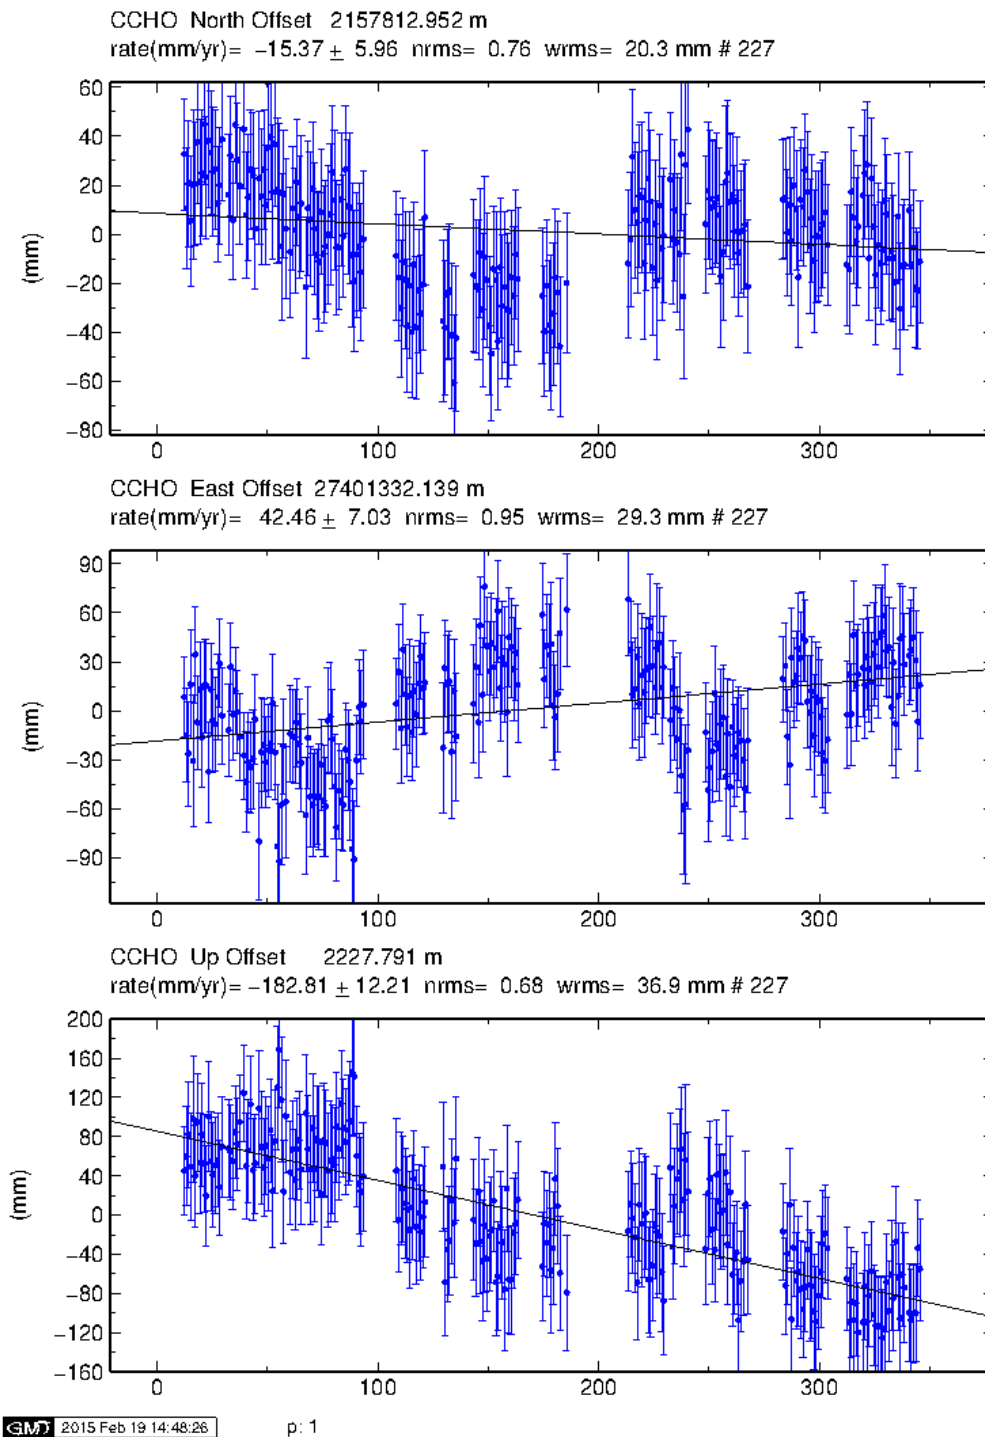 CCHO North Offset 2157812.952 m
rate(mm/yr)= -15.37 ± 5.96 nrms= 0.76 wrms= 20.3 mm # 227
60
40
20
0
-20
-40
-60
-80
(mm)
0 100 200 300
CCHO East Offset 27401332.139 m
rate(mm/yr)= 42.46 ± 7.03 nrms= 0.95 wrms= 29.3 mm # 227
90
60
30
0
-30
-60
-90
(mm)
0 100 200 300
CCHO Up Offset 2227.791 m
rate(mm/yr)= -182.81 ± 12.21 nrms= 0.68 wrms= 36.9 mm # 227
200
160
120
80
40
0
-40
-80
-120
-160
(mm)
0 100 200 300
GMT 2015 Feb 19 14:48:26 p: 1